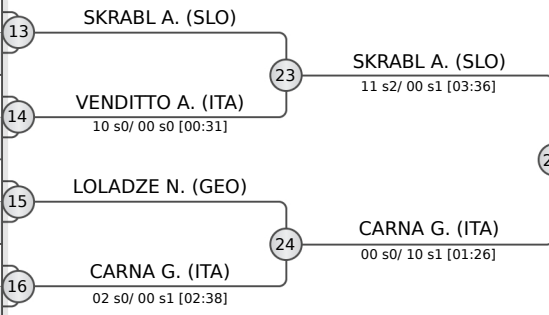 SKRABL A. (SLO)
13
23
SKRABL A. (SLO)
11 s2/ 00 s1 [03:36]
VENDITTO A. (ITA)
14
10 s0/ 00 s0 [00:31]
LOLADZE N. (GEO)
15
24
CARNA G. (ITA)
00 s0/ 10 s1 [01:26]
CARNA G. (ITA)
16
02 s0/ 00 s1 [02:38]